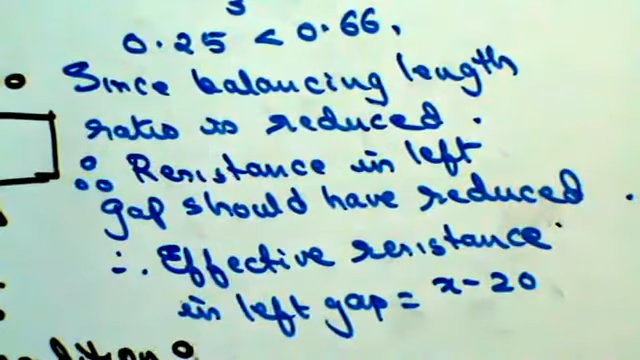 3
0.25 < 0.66,
Since balancing length
ratio is reduced.
∴ Resistance in left
gap should have reduced.
∴ Effective resistance
in left gap = x - 20